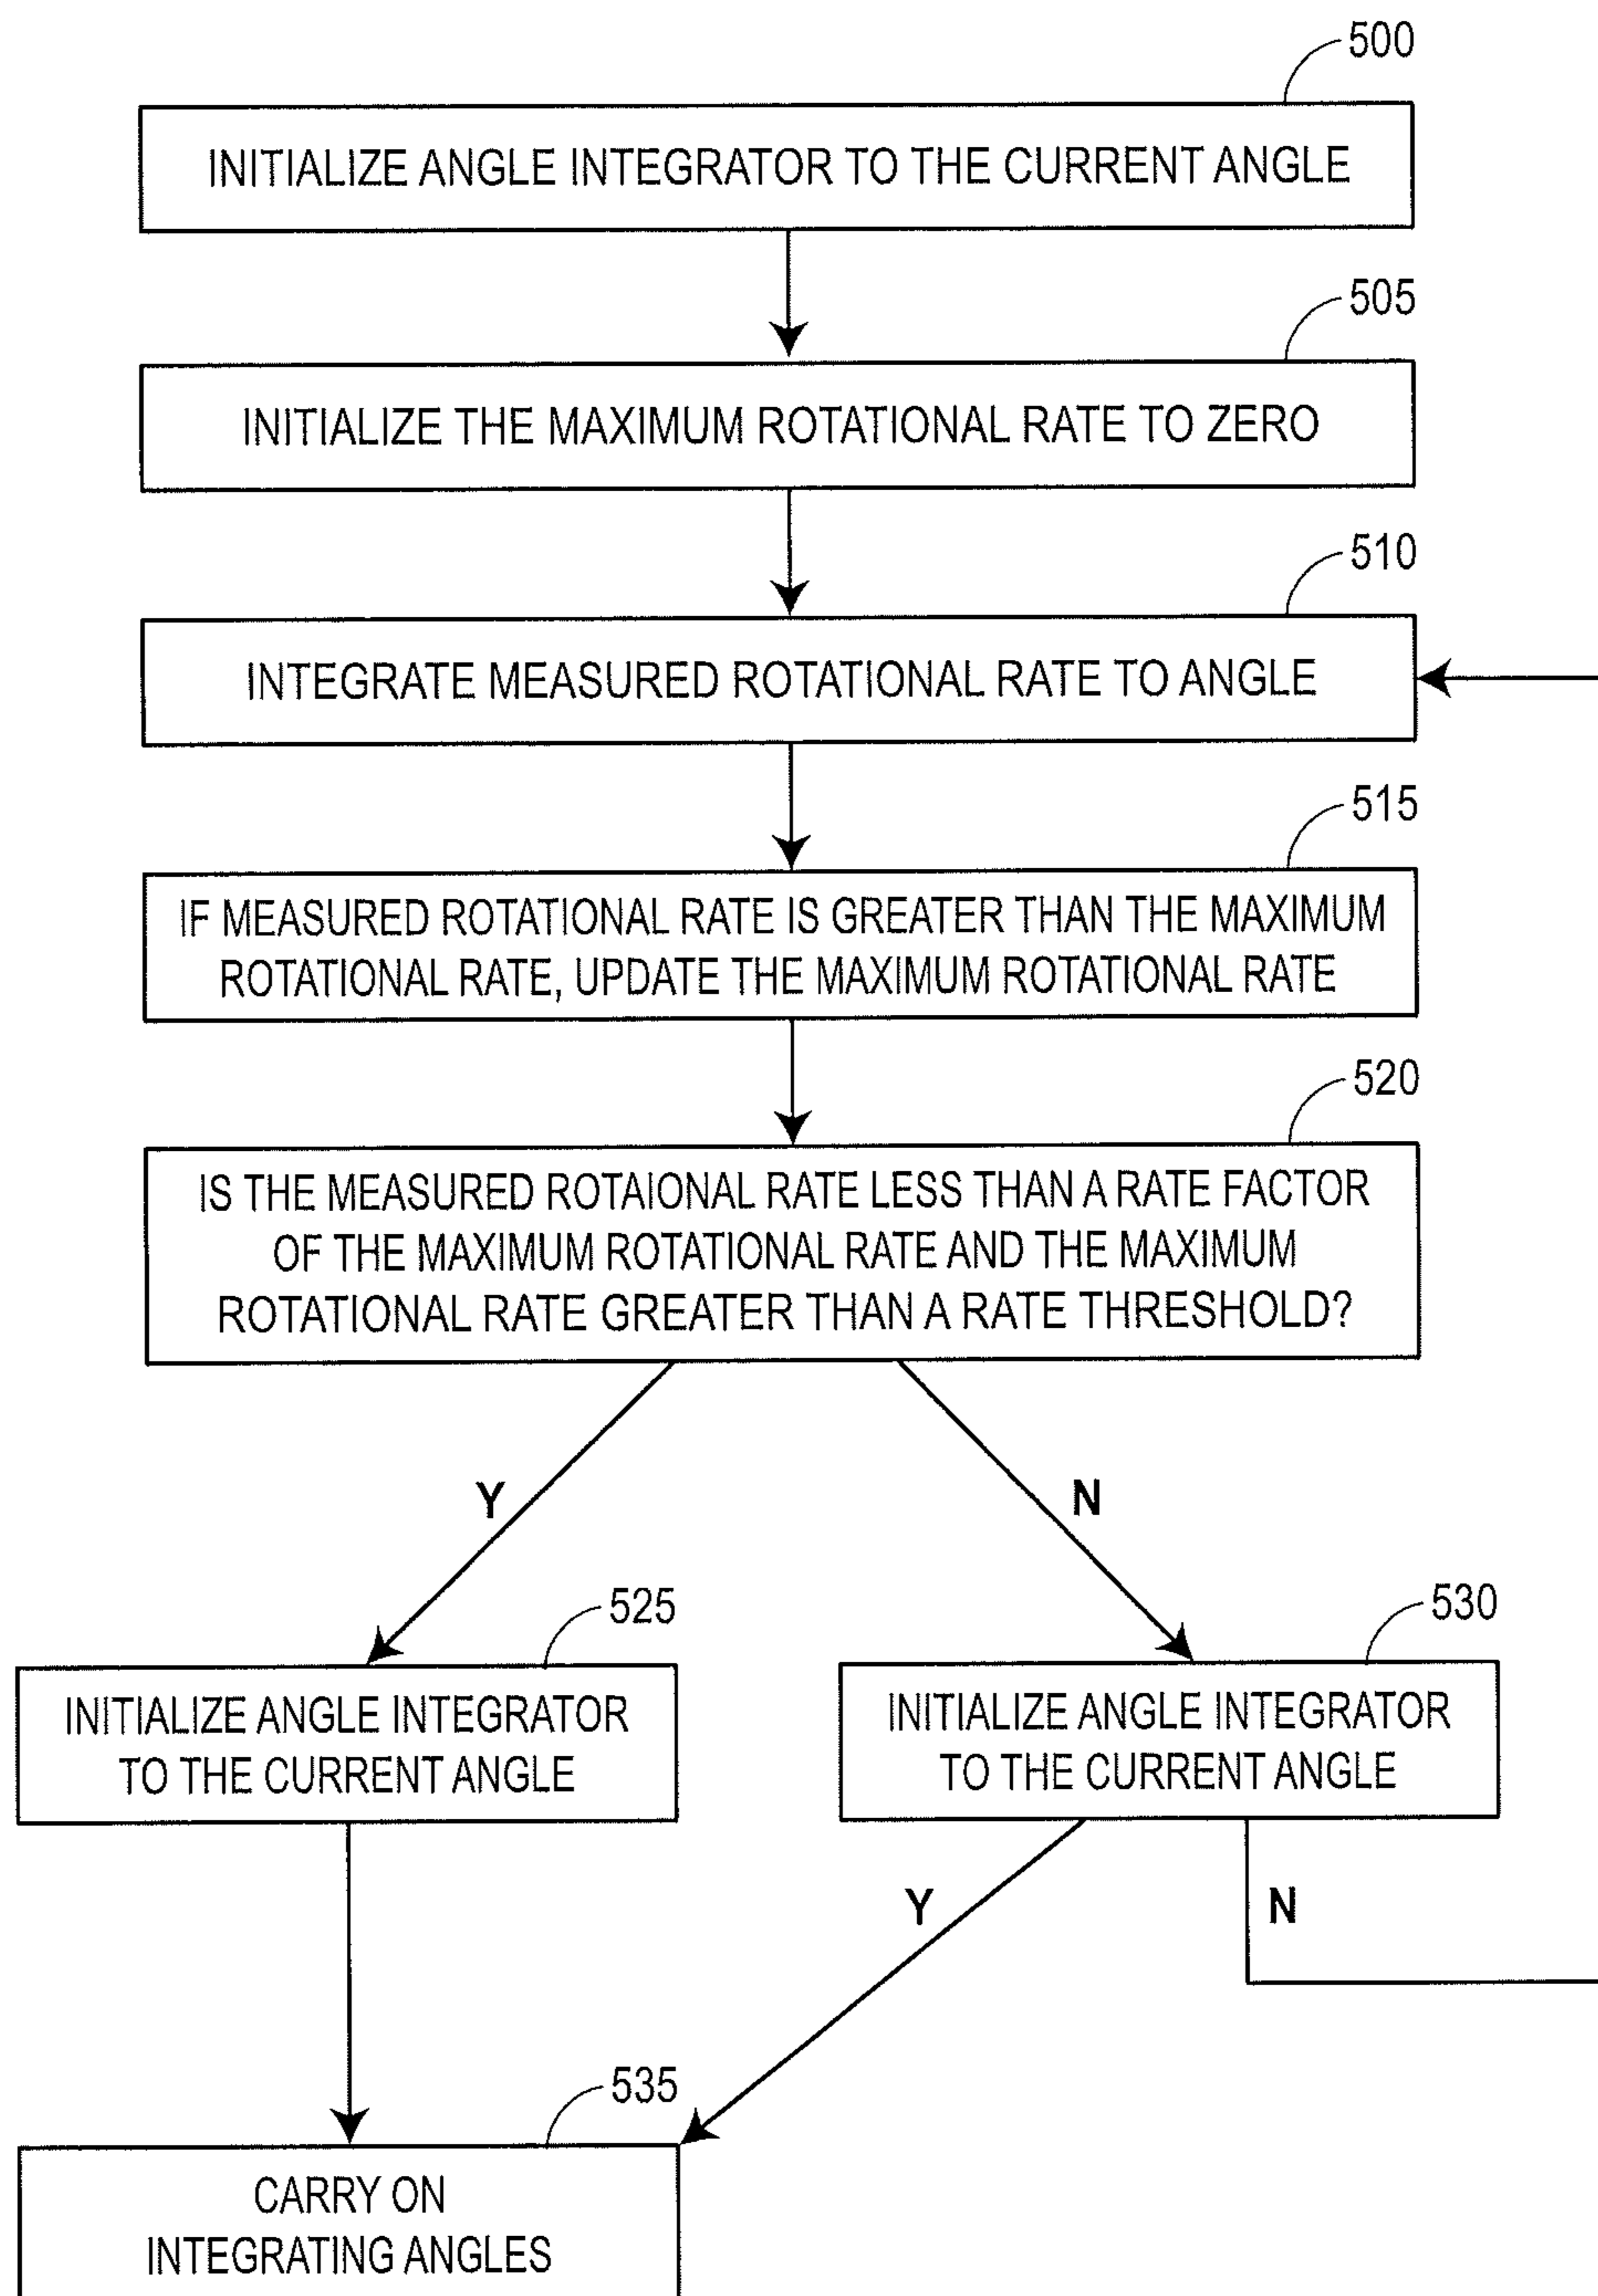 500
INITIALIZE ANGLE INTEGRATOR TO THE CURRENT ANGLE
505
INITIALIZE THE MAXIMUM ROTATIONAL RATE TO ZERO
510
INTEGRATE MEASURED ROTATIONAL RATE TO ANGLE
515
IF MEASURED ROTATIONAL RATE IS GREATER THAN THE MAXIMUM
ROTATIONAL RATE, UPDATE THE MAXIMUM ROTATIONAL RATE
520
IS THE MEASURED ROTAIONAL RATE LESS THAN A RATE FACTOR
OF THE MAXIMUM ROTATIONAL RATE AND THE MAXIMUM
ROTATIONAL RATE GREATER THAN A RATE THRESHOLD?
Y
N
525
INITIALIZE ANGLE INTEGRATOR
TO THE CURRENT ANGLE
530
INITIALIZE ANGLE INTEGRATOR
TO THE CURRENT ANGLE
Y
N
535
CARRY ON
INTEGRATING ANGLES